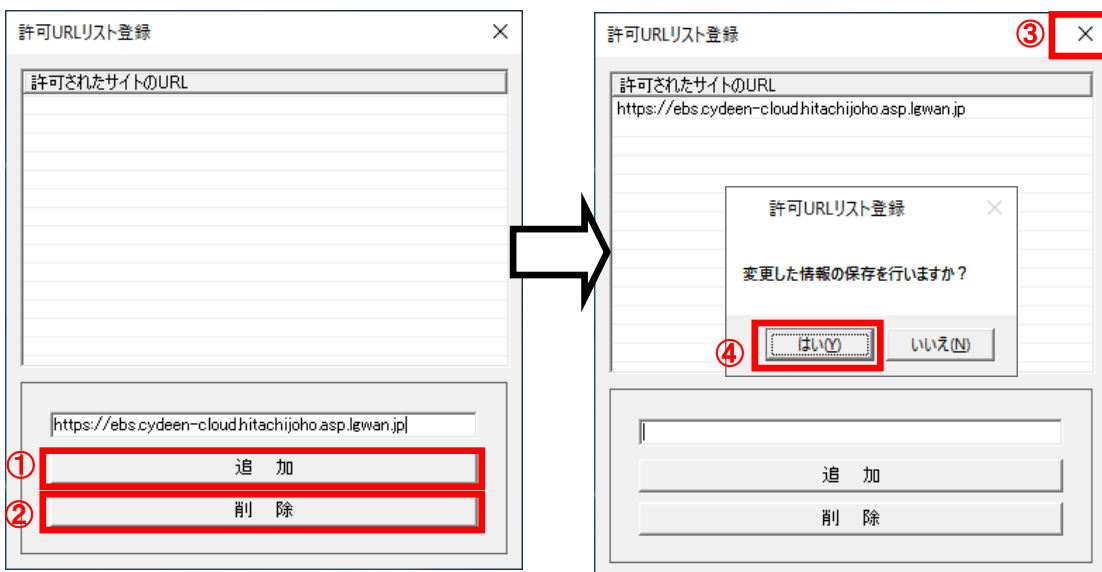 許可URLリスト登録
許可されたサイトのURL
https://ebs.cydeen-cloud.hitachijoho.asp.lgwan.jp
① 追 加
② 削 除
許可URLリスト登録 ③
許可されたサイトのURL
https://ebs.cydeen-cloud.hitachijoho.asp.lgwan.jp
許可URLリスト登録
変更した情報の保存を行いますか？
④ はい(Y) いいえ(N)
追 加
削 除